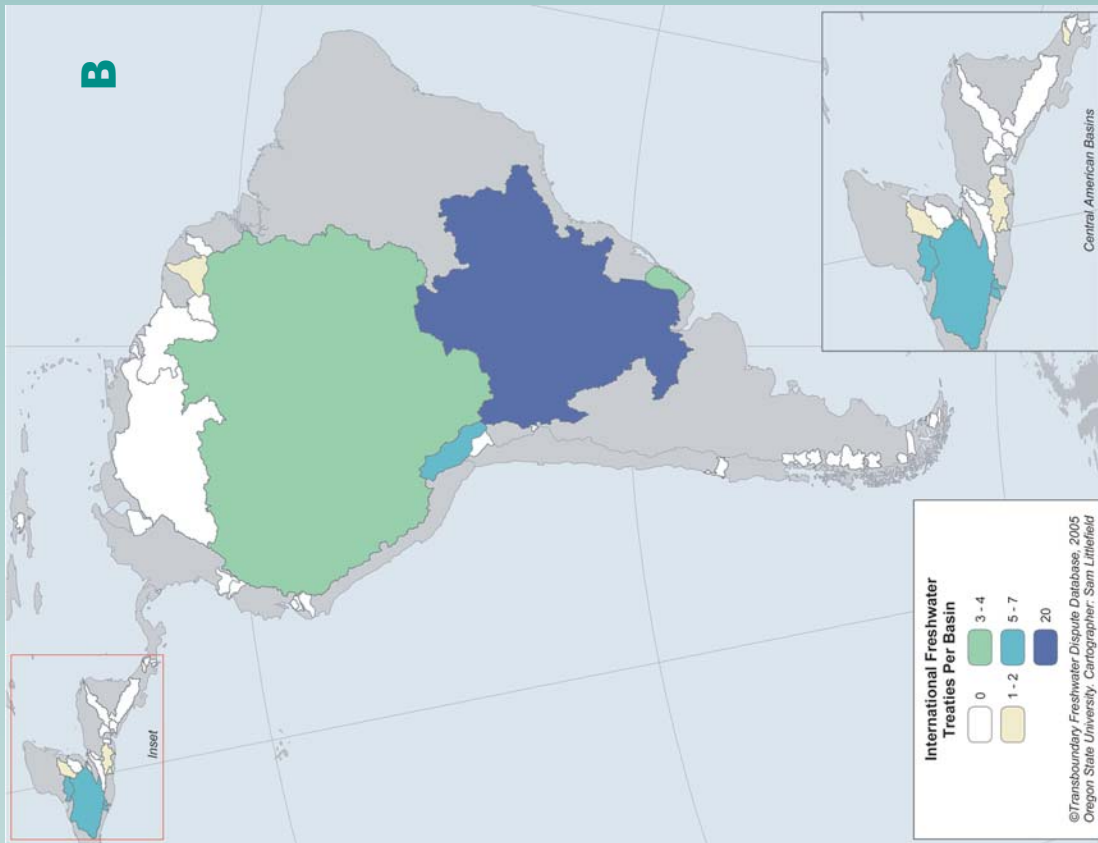 B
Inset
Central American Basins
International Freshwater
Treaties Per Basin
0
1 - 2
3 - 4
5 - 7
20
©Transboundary Freshwater Dispute Database, 2005
Oregon State University. Cartographer: Sam Littlefield